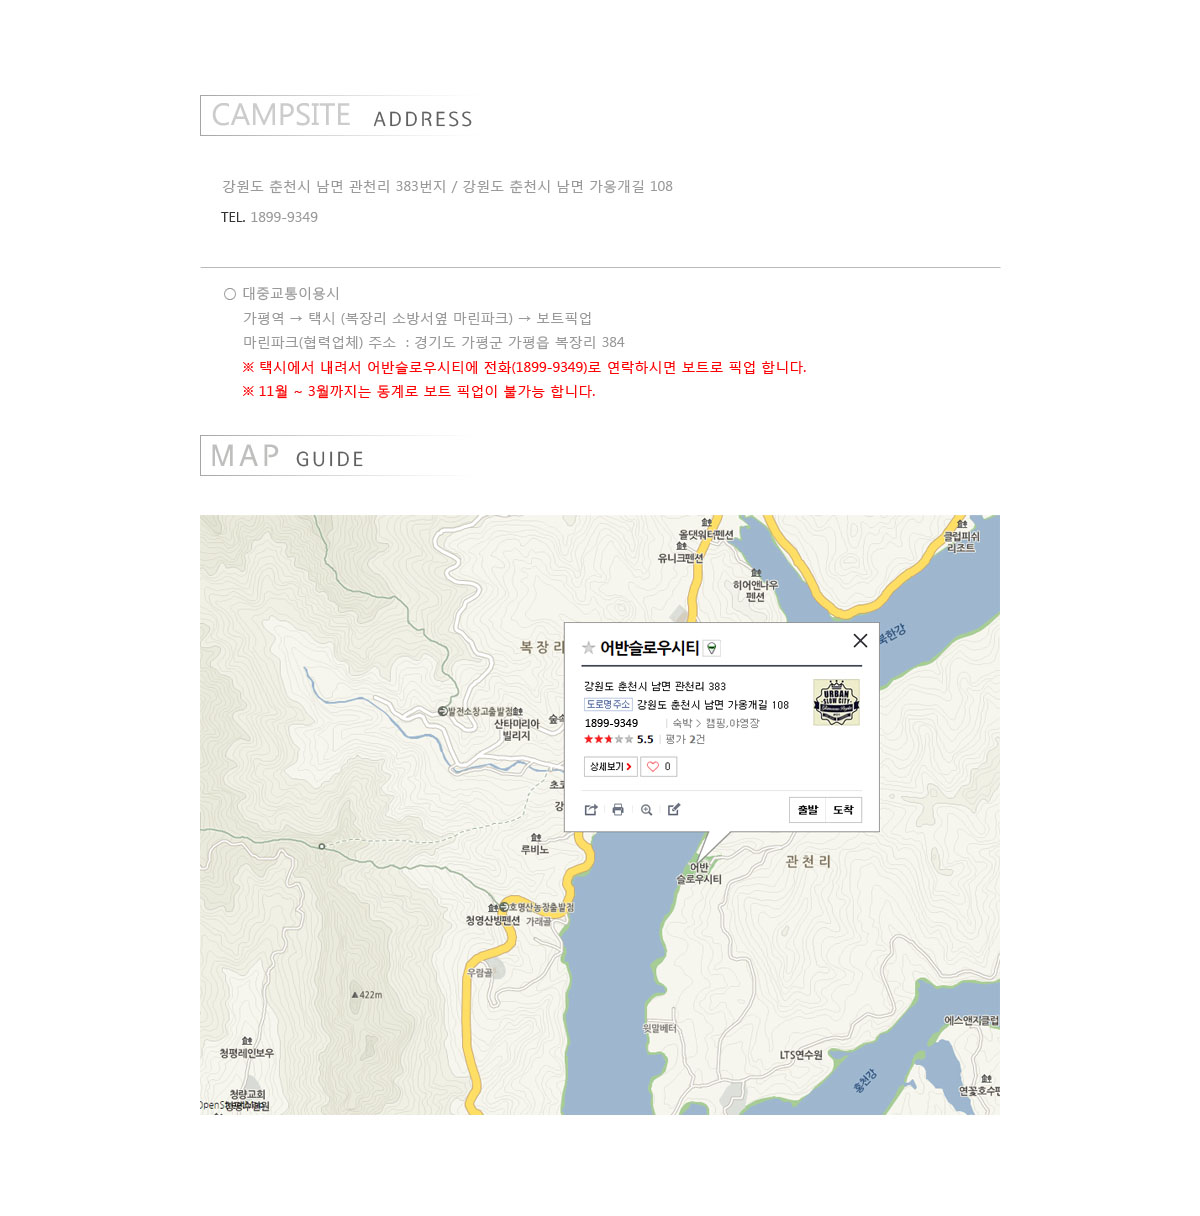 CAMPSITE ADDRESS
강원도 춘천시 남면 관천리 383번지 / 강원도 춘천시 남면 가옹개길 108
TEL. 1899-9349
○ 대중교통이용시
가평역 → 택시 (복장리 소방서옆 마린파크) → 보트픽업
마린파크(협력업체) 주소 : 경기도 가평군 가평읍 복장리 384
※ 택시에서 내려서 어반슬로우시티에 전화(1899-9349)로 연락하시면 보트로 픽업 합니다.
※ 11월 ~ 3월까지는 동계로 보트 픽업이 불가능 합니다.
MAP GUIDE
올댓워터펜션
유니크펜션
클럽피쉬
리조트
히어앤나우
펜션
북한강
복장리
어반슬로우시티
강원도 춘천시 남면 관천리 383
도로명주소 강원도 춘천시 남면 가옹개길 108
1899-9349 숙박 > 캠핑,야영장
5.5 평가 2건
상세보기 0
출발 도착
URBAN
SLOW CITY
발전소창고출발점
산타미리아
빌리지
숲속
초코
강
루비노
어반
슬로우시티
관천리
호명산농장출발점
청영산빙펜션 가래골
우람골
▲422m
윗말베터
에스앤지클럽
LTS연수원
홍천강
연꽃호수펜
청평레인보우
청량교회